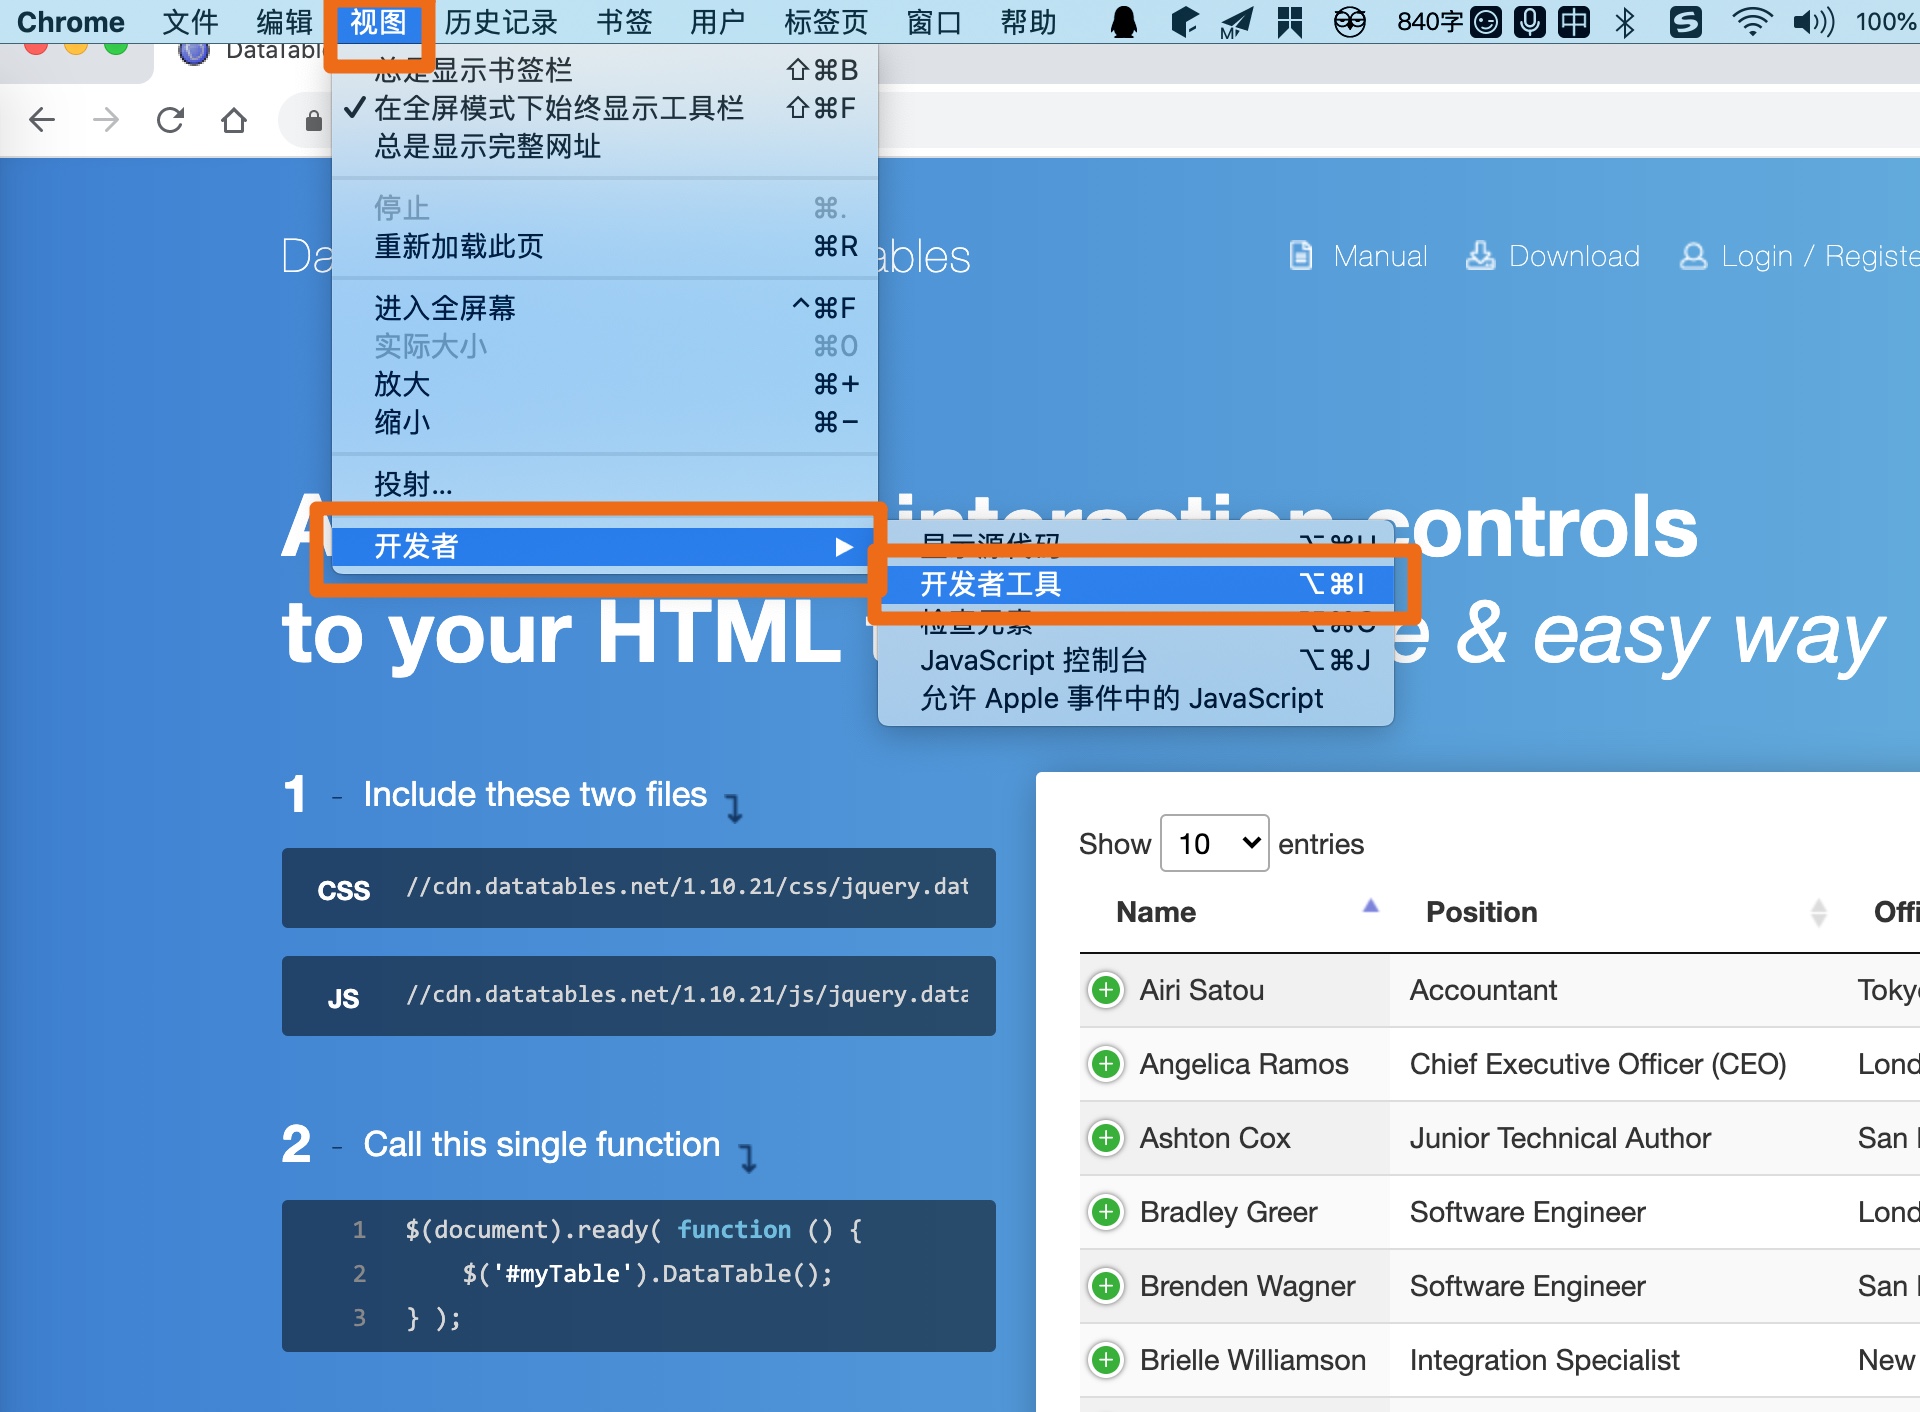 Chrome 文件 编辑 视图 历史记录 书签 用户 标签页 窗口 帮助 840字 中 100%
总是显示书签栏 ⇧⌘B
✓ 在全屏模式下始终显示工具栏 ⇧⌘F
总是显示完整网址
停止 ⌘.
重新加载此页 ⌘R
进入全屏幕 ^⌘F
实际大小 ⌘0
放大 ⌘+
缩小 ⌘−
投射...
开发者 ▶
显示源代码 ⌥⌘U
开发者工具 ⌥⌘I
检查元素 ⌥⌘C
JavaScript 控制台 ⌥⌘J
允许 Apple 事件中的 JavaScript
Manual Download Login / Registe
controls
to your HTML & easy way
1 - Include these two files
CSS //cdn.datatables.net/1.10.21/css/jquery.dat
JS //cdn.datatables.net/1.10.21/js/jquery.data
2 - Call this single function
1 $(document).ready( function () {
2 $('#myTable').DataTable();
3 } );
Show 10 entries
Name Position Offi
Airi Satou Accountant Toky
Angelica Ramos Chief Executive Officer (CEO) Lond
Ashton Cox Junior Technical Author San
Bradley Greer Software Engineer Lond
Brenden Wagner Software Engineer San
Brielle Williamson Integration Specialist New